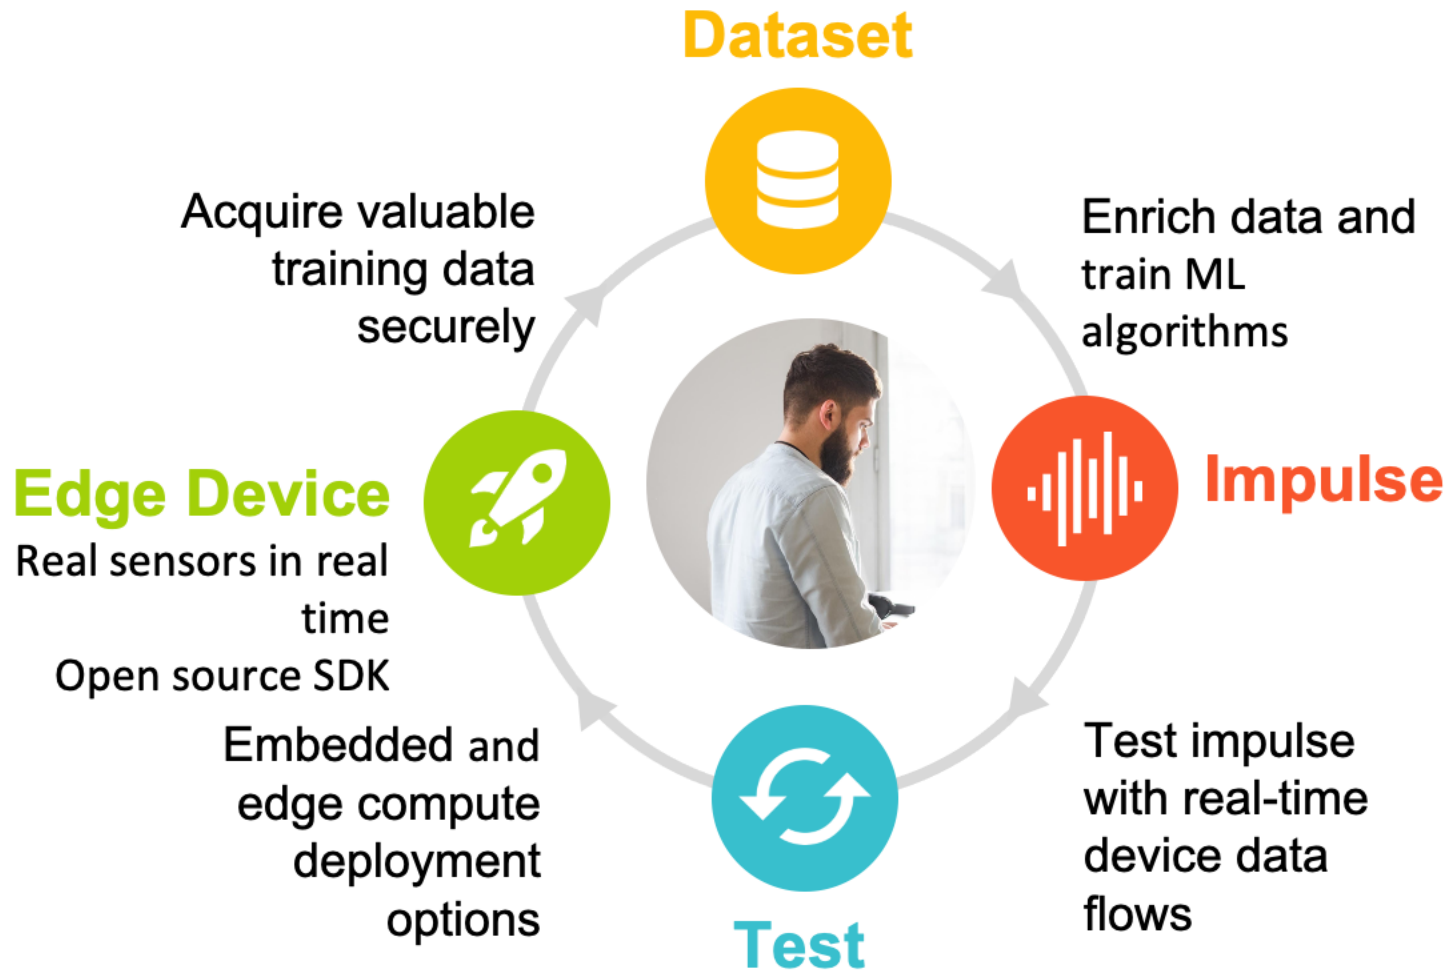 Dataset
Acquire valuable
training data
securely
Enrich data and
train ML
algorithms
Edge Device
Real sensors in real
time
Open source SDK
Impulse
Embedded and
edge compute
deployment
options
Test impulse
with real-time
device data
flows
Test